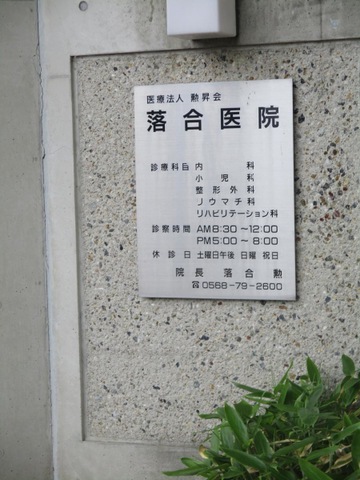 医療法人 勲昇会
落合医院
診療科目 内科
小児科
整形外科
リウマチ科
リハビリテーション科
診察時間 AM8:30～12:00
PM5:00～8:00
休診日 土曜日午後 日曜 祝日
院長 落合 勲
☎0568-79-2600